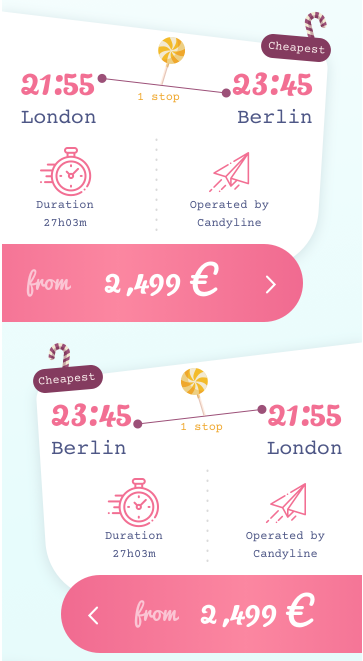 Cheapest
21:55 23:45
1 stop
London Berlin
Duration Operated by
27h03m Candyline
from 2,499 €
Cheapest
23:45 21:55
1 stop
Berlin London
Duration Operated by
27h03m Candyline
from 2,499 €